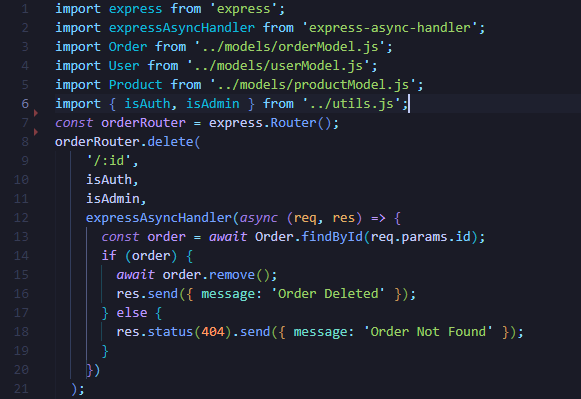 1 import express from 'express';
2 import expressAsyncHandler from 'express-async-handler';
3 import Order from '../models/orderModel.js';
4 import User from '../models/userModel.js';
5 import Product from '../models/productModel.js';
6 import { isAuth, isAdmin } from '../utils.js';
7 const orderRouter = express.Router();
8 orderRouter.delete(
9     '/:id',
10     isAuth,
11     isAdmin,
12     expressAsyncHandler(async (req, res) => {
13       const order = await Order.findById(req.params.id);
14       if (order) {
15         await order.remove();
16         res.send({ message: 'Order Deleted' });
17       } else {
18         res.status(404).send({ message: 'Order Not Found' });
19       }
20     })
21   );